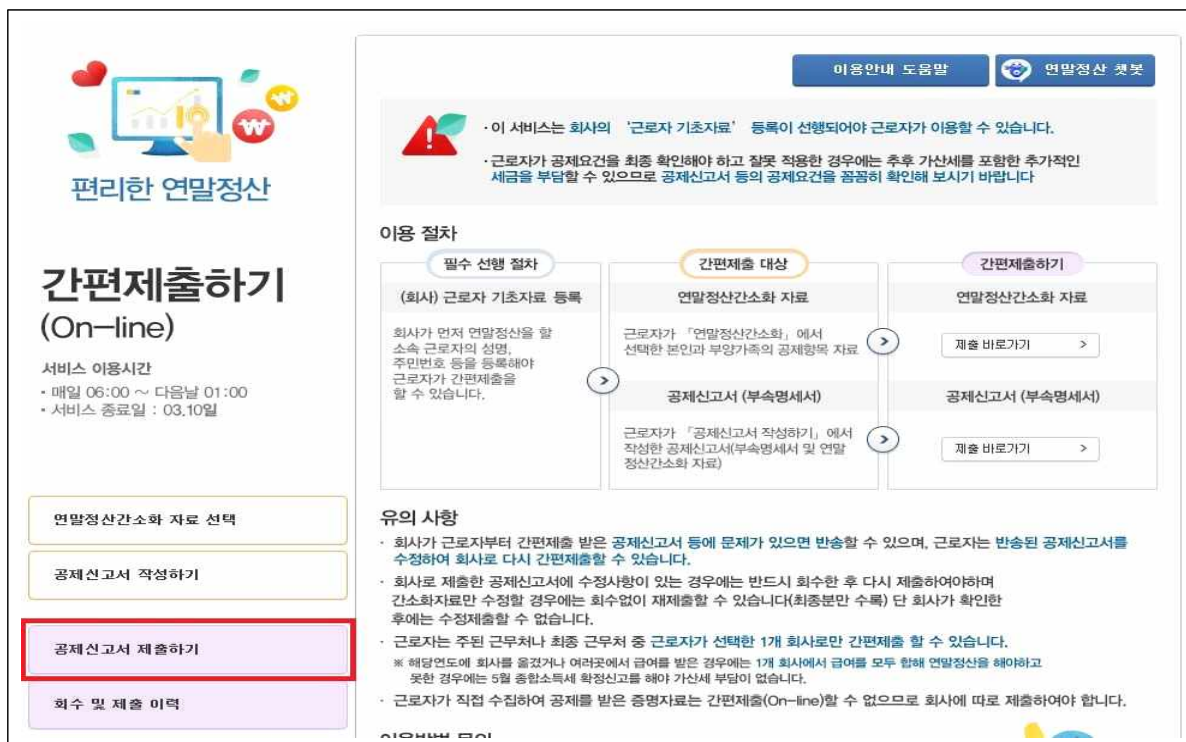 편리한 연말정산
간편제출하기
(On-line)
서비스 이용시간
• 매일 06:00 ~ 다음날 01:00
• 서비스 종료일 : 03.10일
연말정산간소화 자료 선택
공제신고서 작성하기
공제신고서 제출하기
회수 및 제출 이력
이용안내 도움말
연말정산 챗봇
· 이 서비스는 회사의 '근로자 기초자료' 등록이 선행되어야 근로자가 이용할 수 있습니다.
· 근로자가 공제요건을 최종 확인해야 하고 잘못 적용한 경우에는 추후 가산세를 포함한 추가적인
세금을 부담할 수 있으므로 공제신고서 등의 공제요건을 꼼꼼히 확인해 보시기 바랍니다
이용 절차
필수 선행 절차
(회사) 근로자 기초자료 등록
회사가 먼저 연말정산을 할
소속 근로자의 성명,
주민번호 등을 등록해야
근로자가 간편제출을
할 수 있습니다.
간편제출 대상
연말정산간소화 자료
근로자가 「연말정산간소화」에서
선택한 본인과 부양가족의 공제항목 자료
공제신고서 (부속명세서)
근로자가 「공제신고서 작성하기」에서
작성한 공제신고서(부속명세서 및 연말
정산간소화 자료)
간편제출하기
연말정산간소화 자료
제출 바로가기 >
공제신고서 (부속명세서)
제출 바로가기 >
유의 사항
· 회사가 근로자부터 간편제출 받은 공제신고서 등에 문제가 있으면 반송할 수 있으며, 근로자는 반송된 공제신고서를
수정하여 회사로 다시 간편제출할 수 있습니다.
· 회사로 제출한 공제신고서에 수정사항이 있는 경우에는 반드시 회수한 후 다시 제출하여야하며
간소화자료만 수정할 경우에는 회수없이 재제출할 수 있습니다(최종분만 수록) 단 회사가 확인한
후에는 수정제출할 수 없습니다.
· 근로자는 주된 근무처나 최종 근무처 중 근로자가 선택한 1개 회사로만 간편제출 할 수 있습니다.
※ 해당연도에 회사를 옮겼거나 여러곳에서 급여를 받은 경우에는 1개 회사에서 급여를 모두 합해 연말정산을 해야하고
못한 경우에는 5월 종합소득세 확정신고를 해야 가산세 부담이 없습니다.
· 근로자가 직접 수집하여 공제를 받은 증명자료는 간편제출(On-line)할 수 없으므로 회사에 따로 제출하여야 합니다.